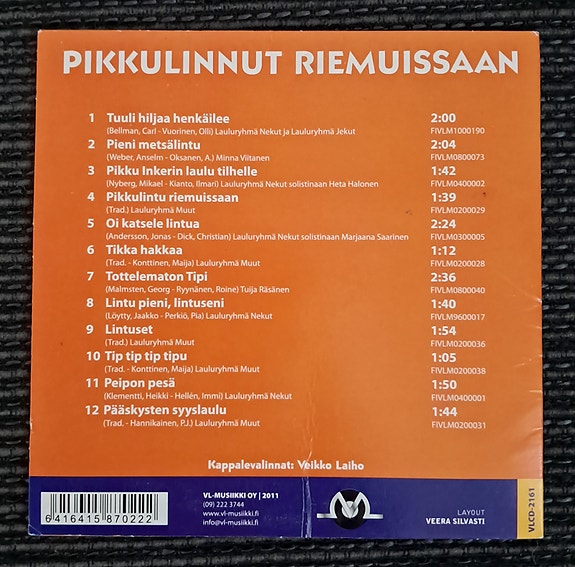 PIKKULINNUT RIEMUISSAAN
1 Tuuli hiljaa henkäilee 2:00
(Bellman, Carl - Vuorinen, Olli) Lauluryhmä Nekut ja Lauluryhmä Jekut FIVLM1000190
2 Pieni metsälintu 2:04
(Weber, Anselm - Oksanen, A.) Minna Viitanen FIVLM0800073
3 Pikku Inkerin laulu tilhelle 1:42
(Nyberg, Mikael - Kianto, Ilmari) Lauluryhmä Nekut solistinaan Heta Halonen FIVLM0400002
4 Pikkulintu riemuissaan 1:39
(Trad.) Lauluryhmä Muut FIVLM0200029
5 Oi katsele lintua 2:24
(Andersson, Jonas - Dick, Christian) Lauluryhmä Nekut solistinaan Marjaana Saarinen FIVLM0300005
6 Tikka hakkaa 1:12
(Trad. - Konttinen, Maija) Lauluryhmä Muut FIVLM0200028
7 Tottelematon Tipi 2:36
(Malmsten, Georg - Ryynänen, Roine) Tuija Räsänen FIVLM0800040
8 Lintu pieni, lintuseni 1:40
(Löytty, Jaakko - Perkiö, Pia) Lauluryhmä Nekut FIVLM9600017
9 Lintuset 1:54
(Trad.) Lauluryhmä Muut FIVLM0200036
10 Tip tip tip tipu 1:05
(Trad. - Konttinen, Maija) Lauluryhmä Muut FIVLM0200038
11 Peipon pesä 1:50
(Klementti, Heikki - Hellén, Immi) Lauluryhmä Nekut FIVLM0400001
12 Pääskysten syyslaulu 1:44
(Trad. - Hannikainen, P.J.) Lauluryhmä Muut FIVLM0200031
Kappalevalinnat: Veikko Laiho
6 416415 870222
VL-MUSIIKKI OY | 2011
(09) 222 3744
www.vl-musiikki.fi
info@vl-musiikki.fi
LAYOUT
VEERA SILVASTI
VLCD-2161